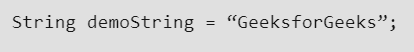 String demoString = “GeeksforGeeks”;